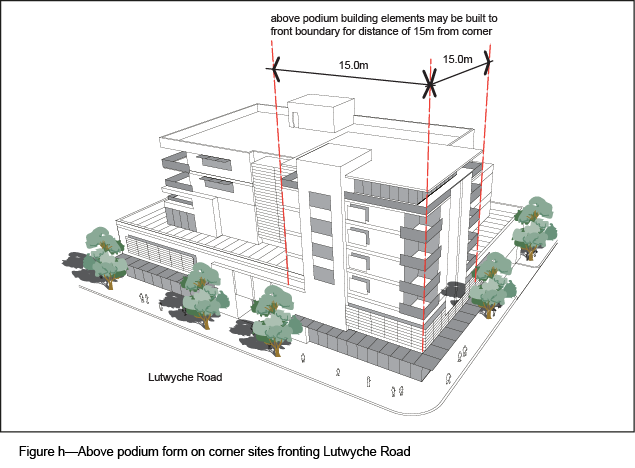 above podium building elements may be built to
front boundary for distance of 15m from corner
15.0m
15.0m
Lutwyche Road
Figure h—Above podium form on corner sites fronting Lutwyche Road